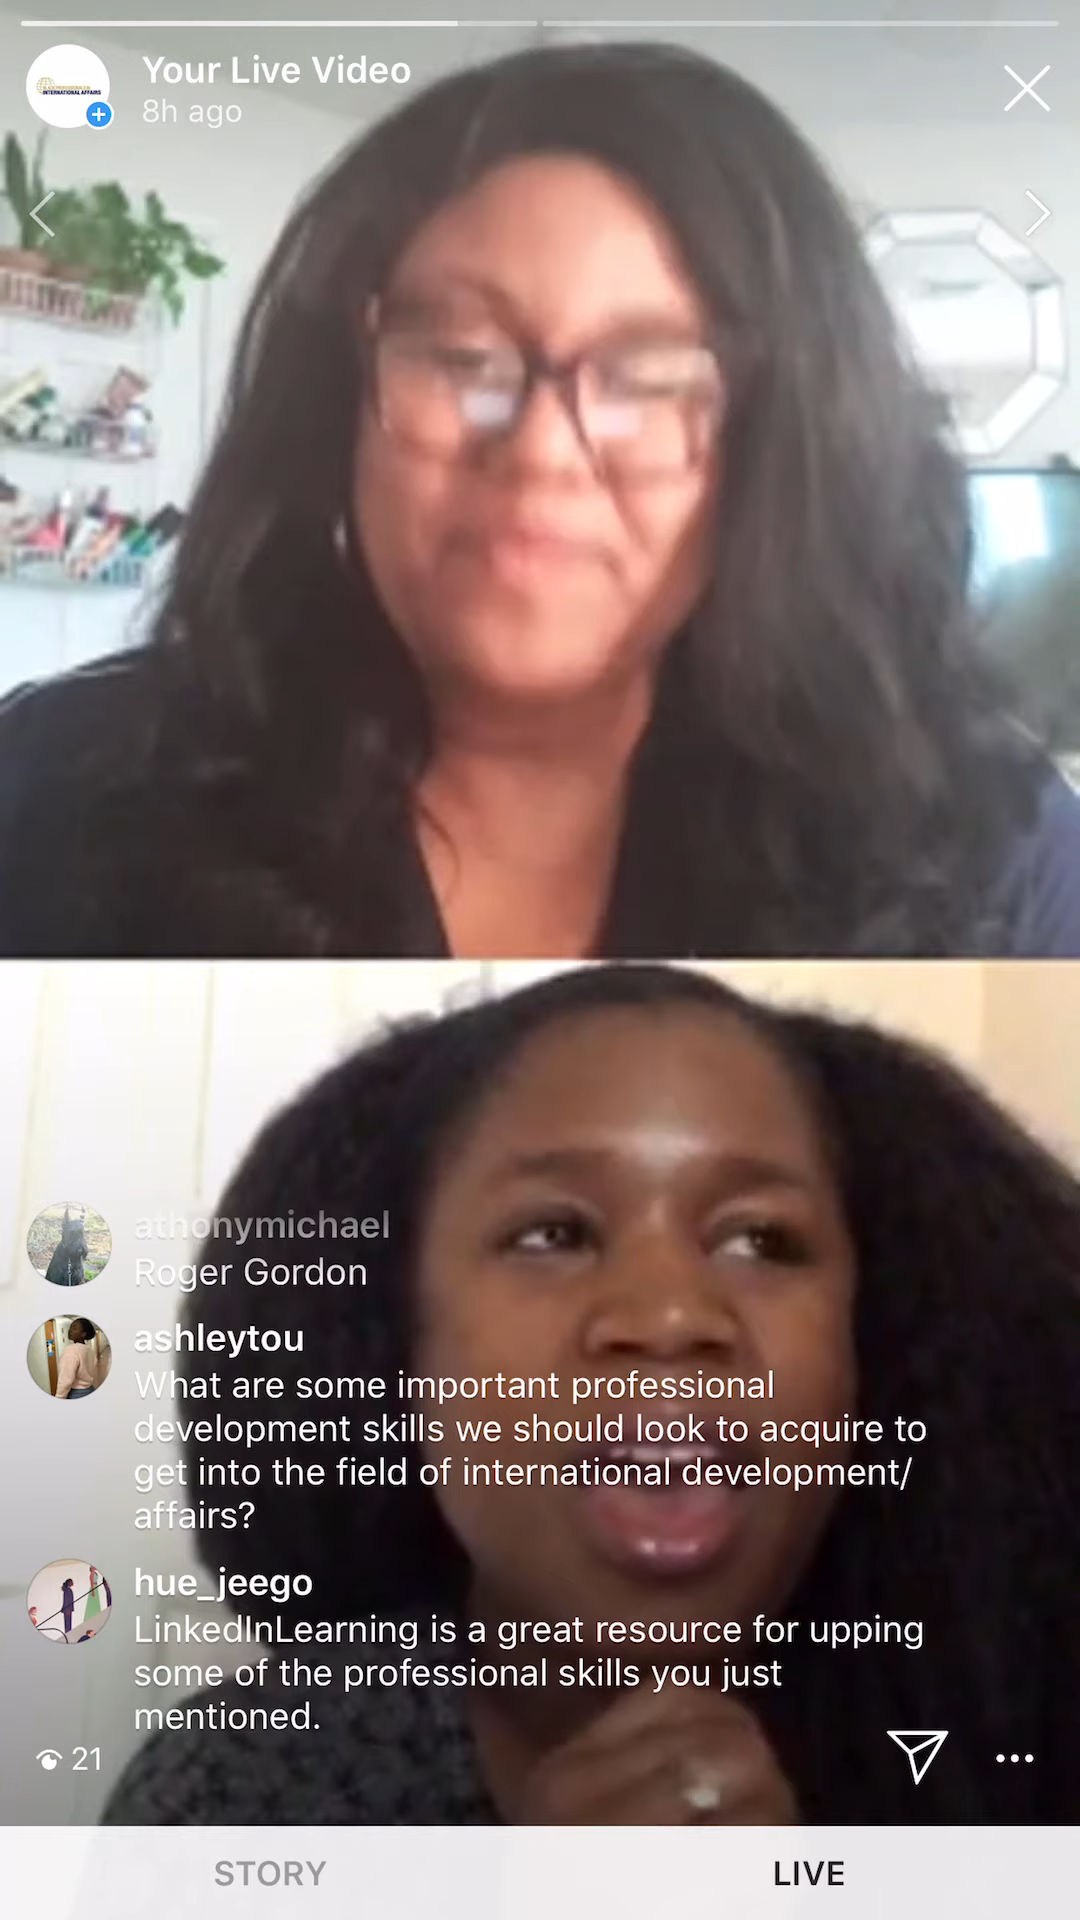 Your Live Video
8h ago
INTERNATIONAL AFFAIRS
athonymichael
Roger Gordon
ashleytou
What are some important professional
development skills we should look to acquire to
get into the field of international development/
affairs?
hue_jeego
LinkedInLearning is a great resource for upping
some of the professional skills you just
mentioned.
21
STORY
LIVE